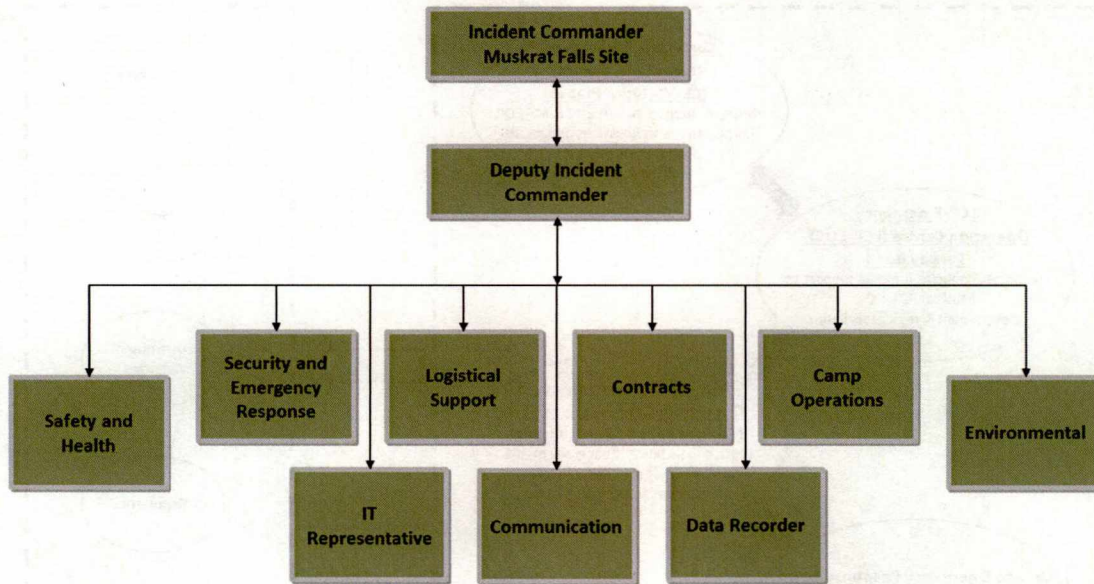 Incident Commander
Muskrat Falls Site
Deputy Incident
Commander
Safety and
Health
Security and
Emergency
Response
IT
Representative
Logistical
Support
Communication
Contracts
Data Recorder
Camp
Operations
Environmental